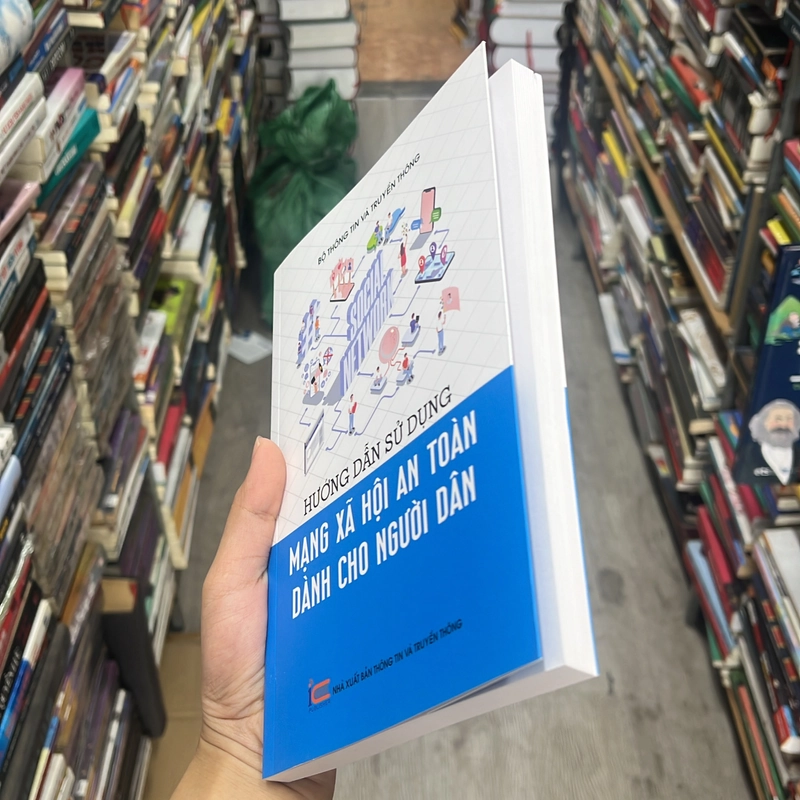 BỘ THÔNG TIN VÀ TRUYỀN THÔNG
SOCIAL
NETWORK
HƯỚNG DẪN SỬ DỤNG
MẠNG XÃ HỘI AN TOÀN
DÀNH CHO NGƯỜI DÂN
NHÀ XUẤT BẢN THÔNG TIN VÀ TRUYỀN THÔNG